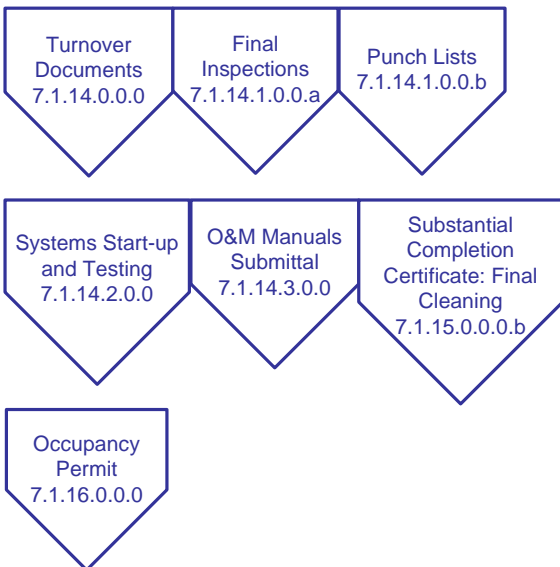 Turnover
Documents
7.1.14.0.0.0
Final
Inspections
7.1.14.1.0.0.a
Punch Lists
7.1.14.1.0.0.b
Systems Start-up
and Testing
7.1.14.2.0.0
O&M Manuals
Submittal
7.1.14.3.0.0
Substantial
Completion
Certificate: Final
Cleaning
7.1.15.0.0.0.b
Occupancy
Permit
7.1.16.0.0.0